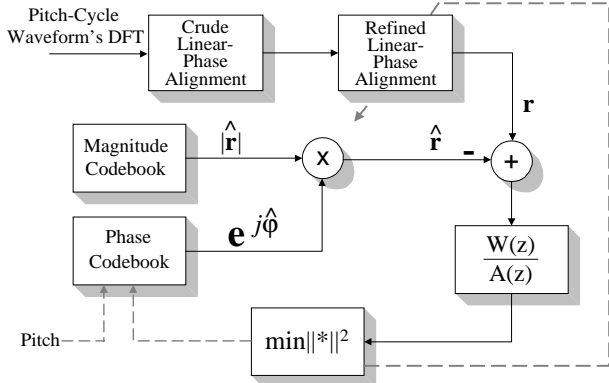 Pitch-Cycle
Waveform's DFT
Crude
Linear-
Phase
Alignment
Refined
Linear-
Phase
Alignment
r
Magnitude
Codebook
|r̂|
X
r̂
-
+
Phase
Codebook
e^{jφ̂}
W(z)
A(z)
Pitch
min||*||²